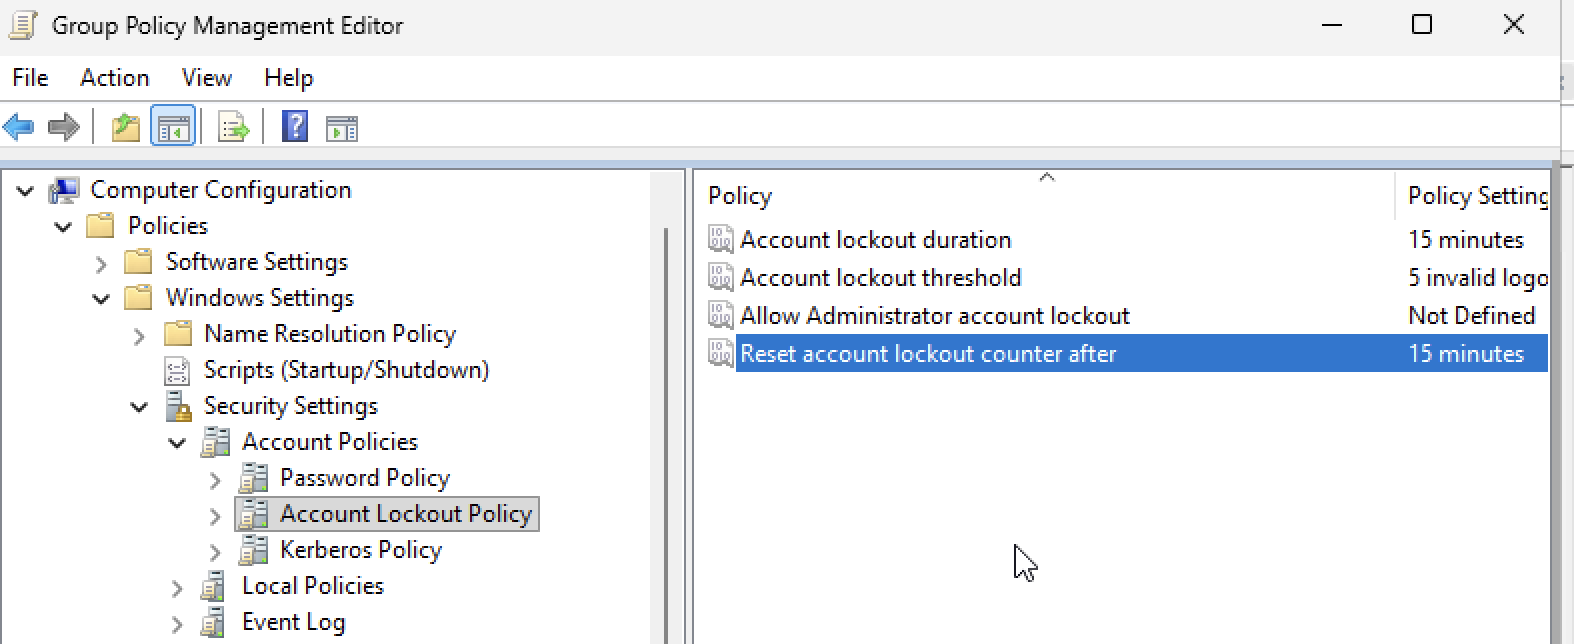 Group Policy Management Editor
File Action View Help
Computer Configuration
Policies
Software Settings
Windows Settings
Name Resolution Policy
Scripts (Startup/Shutdown)
Security Settings
Account Policies
Password Policy
Account Lockout Policy
Kerberos Policy
Local Policies
Event Log
Policy Policy Setting
Account lockout duration 15 minutes
Account lockout threshold 5 invalid logo
Allow Administrator account lockout Not Defined
Reset account lockout counter after 15 minutes